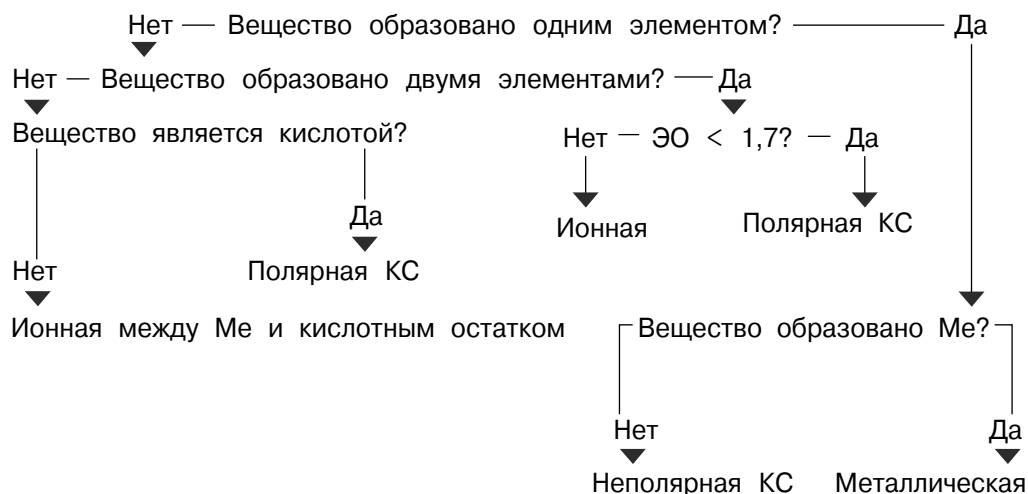 Нет — Вещество образовано одним элементом? — Да
Нет — Вещество образовано двумя элементами? — Да
Вещество является кислотой?
Нет — ЭО < 1,7? — Да
Да
Ионная
Полярная КС
Нет
Полярная КС
Ионная между Ме и кислотным остатком
Вещество образовано Ме?
Нет
Да
Неполярная КС
Металлическая